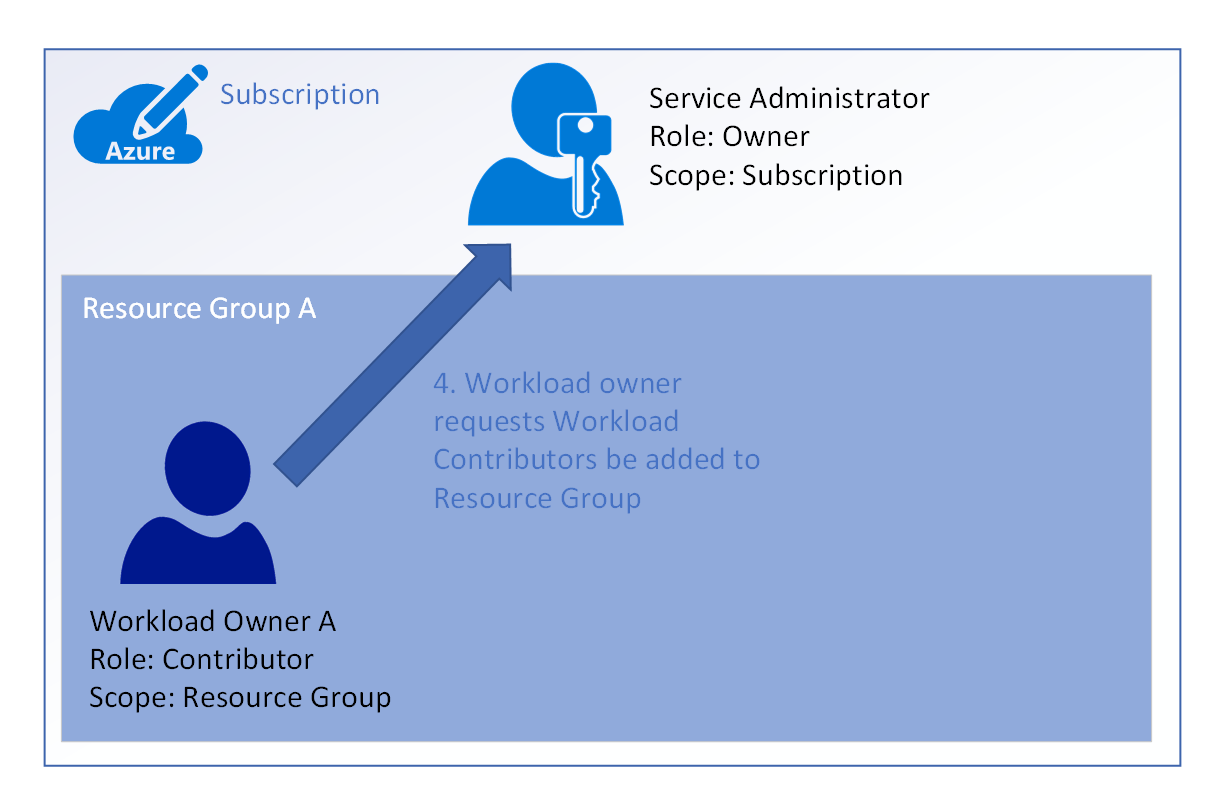 Azure
Subscription
Service Administrator
Role: Owner
Scope: Subscription
Resource Group A
4. Workload owner
requests Workload
Contributors be added to
Resource Group
Workload Owner A
Role: Contributor
Scope: Resource Group